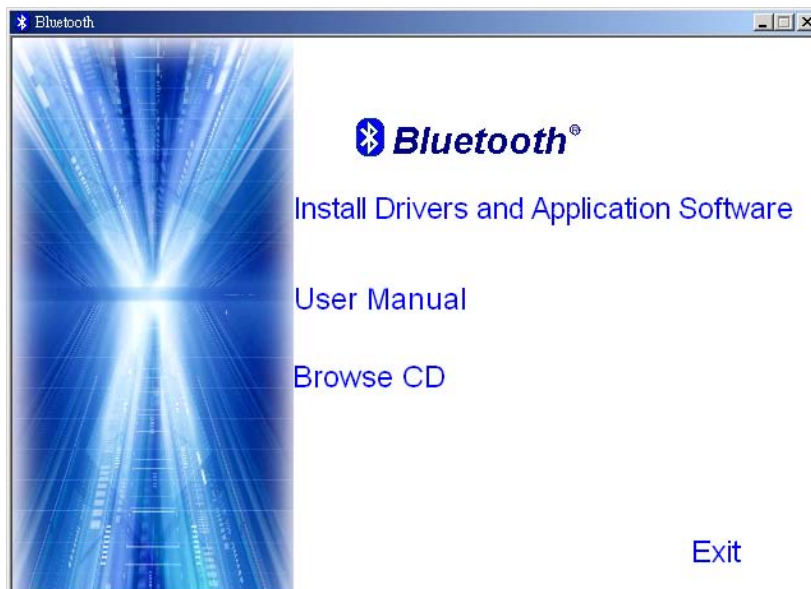 Bluetooth
Bluetooth®
Install Drivers and Application Software
User Manual
Browse CD
Exit